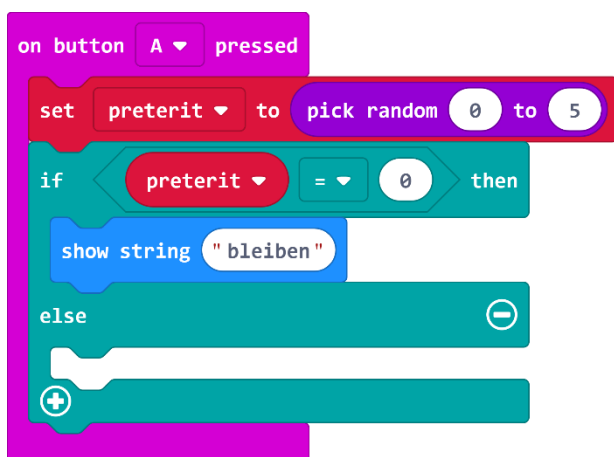 on button A pressed
set preterit to pick random 0 to 5
if preterit = 0 then
show string "bleiben"
else